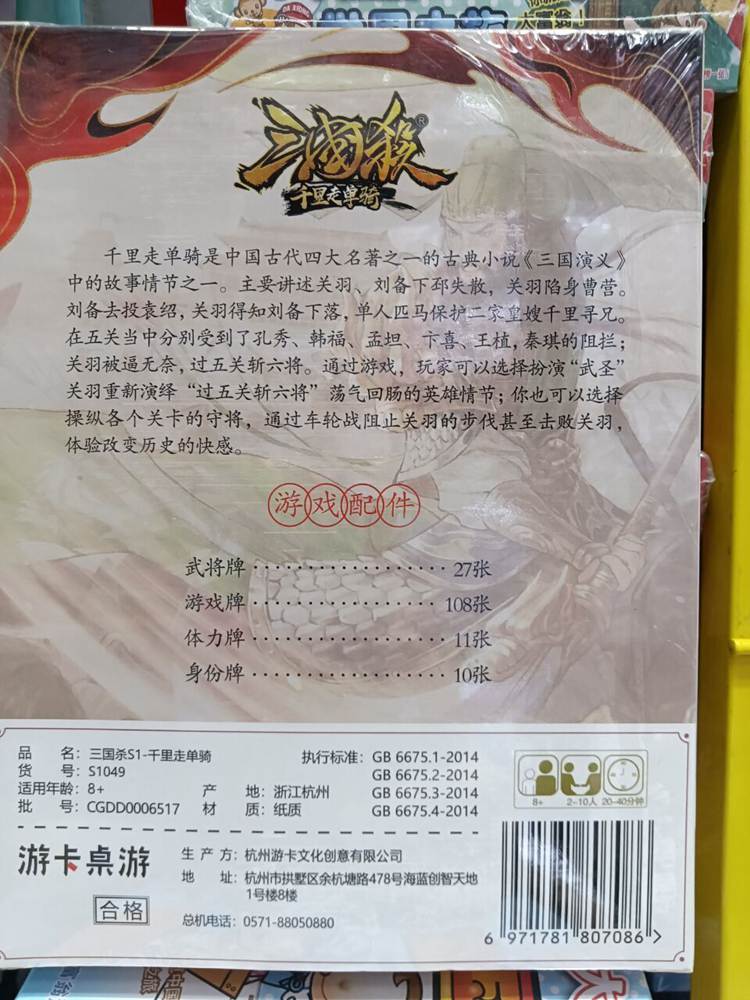 三國殺®
千里走单骑
千里走单骑是中国古代四大名著之一的古典小说《三国演义》
中的故事情节之一。主要讲述关羽、刘备下邳失散，关羽陷身曹营。
刘备去投袁绍，关羽得知刘备下落，单人匹马保护二家皇嫂千里寻兄。
在五关当中分别受到了孔秀、韩福、孟坦、卞喜、王植，秦琪的阻拦；
关羽被逼无奈，过五关斩六将。通过游戏，玩家可以选择扮演“武圣”
关羽重新演绎“过五关斩六将”荡气回肠的英雄情节；你也可以选择
操纵各个关卡的守将，通过车轮战阻止关羽的步伐甚至击败关羽，
体验改变历史的快感。
游戏配件
武将牌··················27张
游戏牌··················108张
体力牌··················11张
身份牌··················10张
品 名：三国杀S1-千里走单骑
货 号：S1049
适用年龄：8+
批 号：CGDD0006517
产 地：浙江杭州
材 质：纸质
执行标准：GB 6675.1-2014
GB 6675.2-2014
GB 6675.3-2014
GB 6675.4-2014
8+ 2-10人 20-40分钟
游卡桌游
合格
生 产 方：杭州游卡文化创意有限公司
地 址：杭州市拱墅区余杭塘路478号海蓝创智天地
1号楼8楼
总机电话：0571-88050880
6 971781 807086